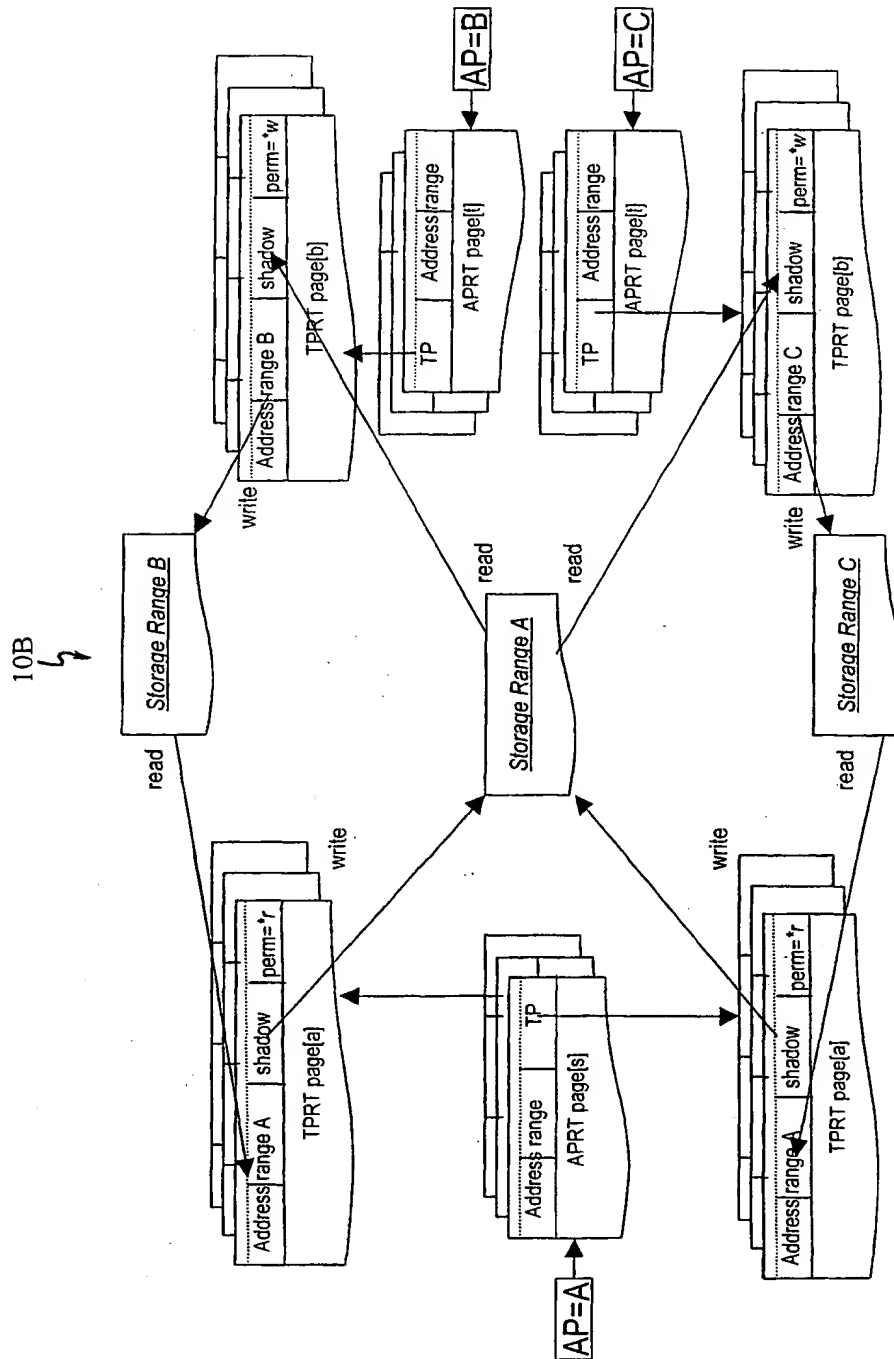 10B
Storage Range B
read
write
Address range A shadow perm=*r
TPRT page[a]
write
Address range B shadow perm=*w
TPRT page[b]
AP=A
Address range TP
APRT page[s]
Storage Range A
read
read
TP Address range
APRT page[t]
AP=B
TP Address range
APRT page[t]
AP=C
Address range A shadow perm=*r
TPRT page[a]
write
read
Storage Range C
write
Address range C shadow perm=*w
TPRT page[b]